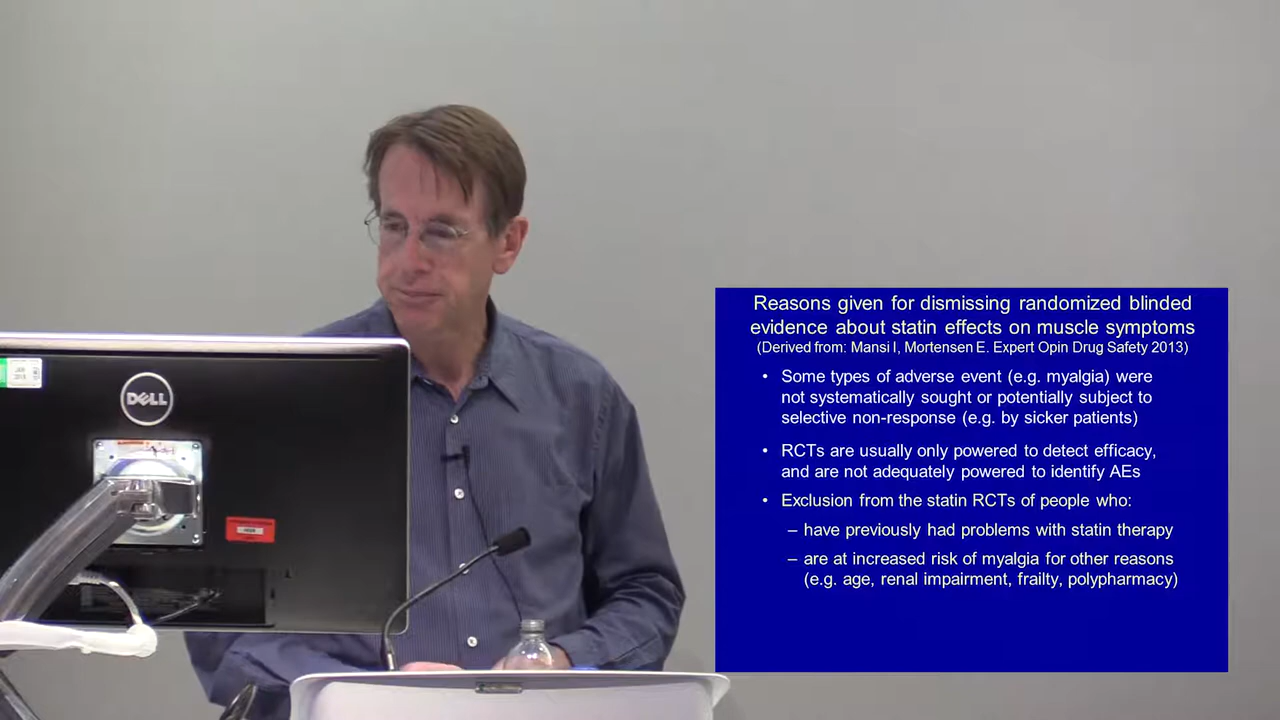 DELL
Reasons given for dismissing randomized blinded
evidence about statin effects on muscle symptoms
(Derived from: Mansi I, Mortensen E. Expert Opin Drug Safety 2013)
• Some types of adverse event (e.g. myalgia) were
not systematically sought or potentially subject to
selective non-response (e.g. by sicker patients)
• RCTs are usually only powered to detect efficacy,
and are not adequately powered to identify AEs
• Exclusion from the statin RCTs of people who:
– have previously had problems with statin therapy
– are at increased risk of myalgia for other reasons
(e.g. age, renal impairment, frailty, polypharmacy)